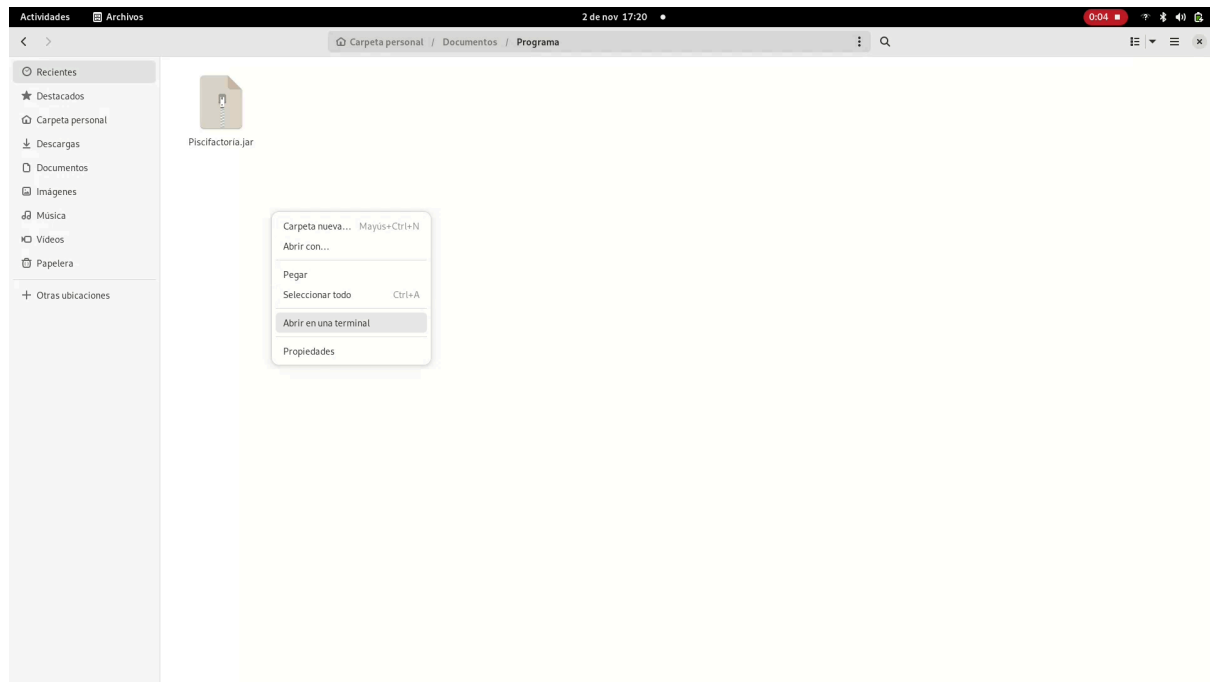 Actividades Archivos 2 de nov 17:20 0:04
Carpeta personal / Documentos / Programa
Recientes
Destacados
Carpeta personal
Descargas
Documentos
Imágenes
Música
Vídeos
Papelera
Otras ubicaciones
Piscifactoria.jar
Carpeta nueva... Mayús+Ctrl+N
Abrir con...
Pegar
Seleccionar todo Ctrl+A
Abrir en una terminal
Propiedades